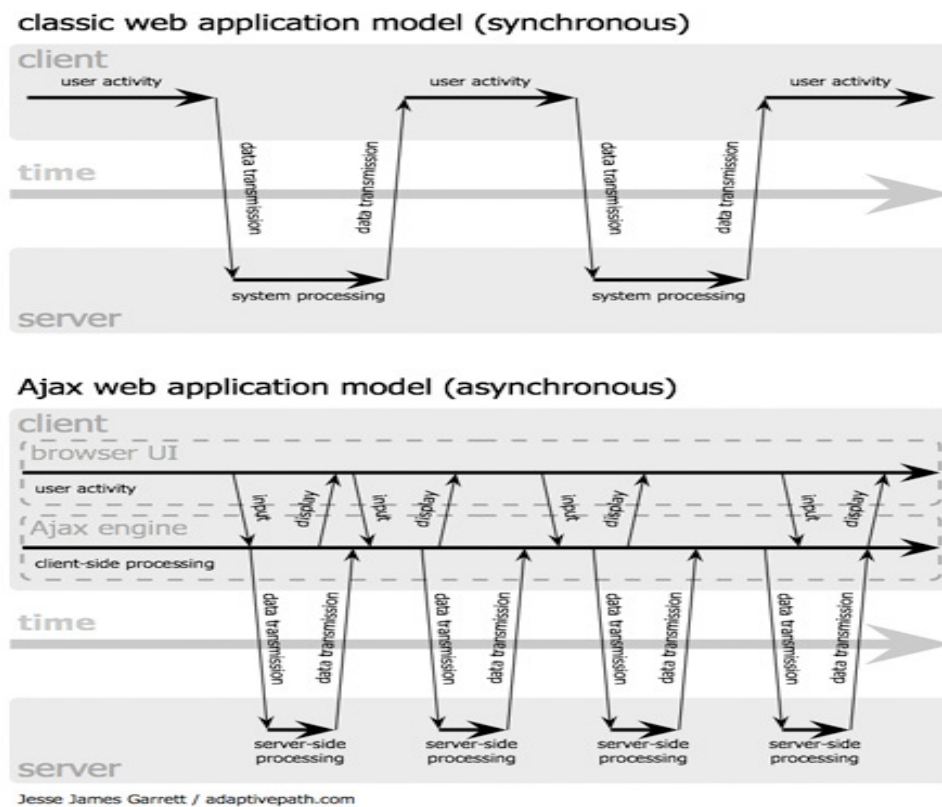 classic web application model (synchronous)
client
user activity
user activity
user activity
data transmission
data transmission
data transmission
data transmission
time
system processing
system processing
server
Ajax web application model (asynchronous)
client
browser UI
user activity
input
display
input
display
input
display
input
display
Ajax engine
client-side processing
data transmission
data transmission
data transmission
data transmission
data transmission
data transmission
data transmission
data transmission
time
server-side
processing
server-side
processing
server-side
processing
server-side
processing
server
Jesse James Garrett / adaptivepath.com